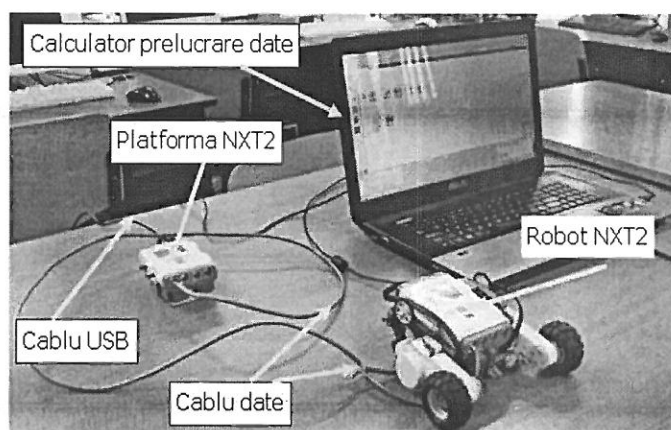 Calculator prelucrare date
Platforma NXT2
Robot NXT2
Cablu USB
Cablu date